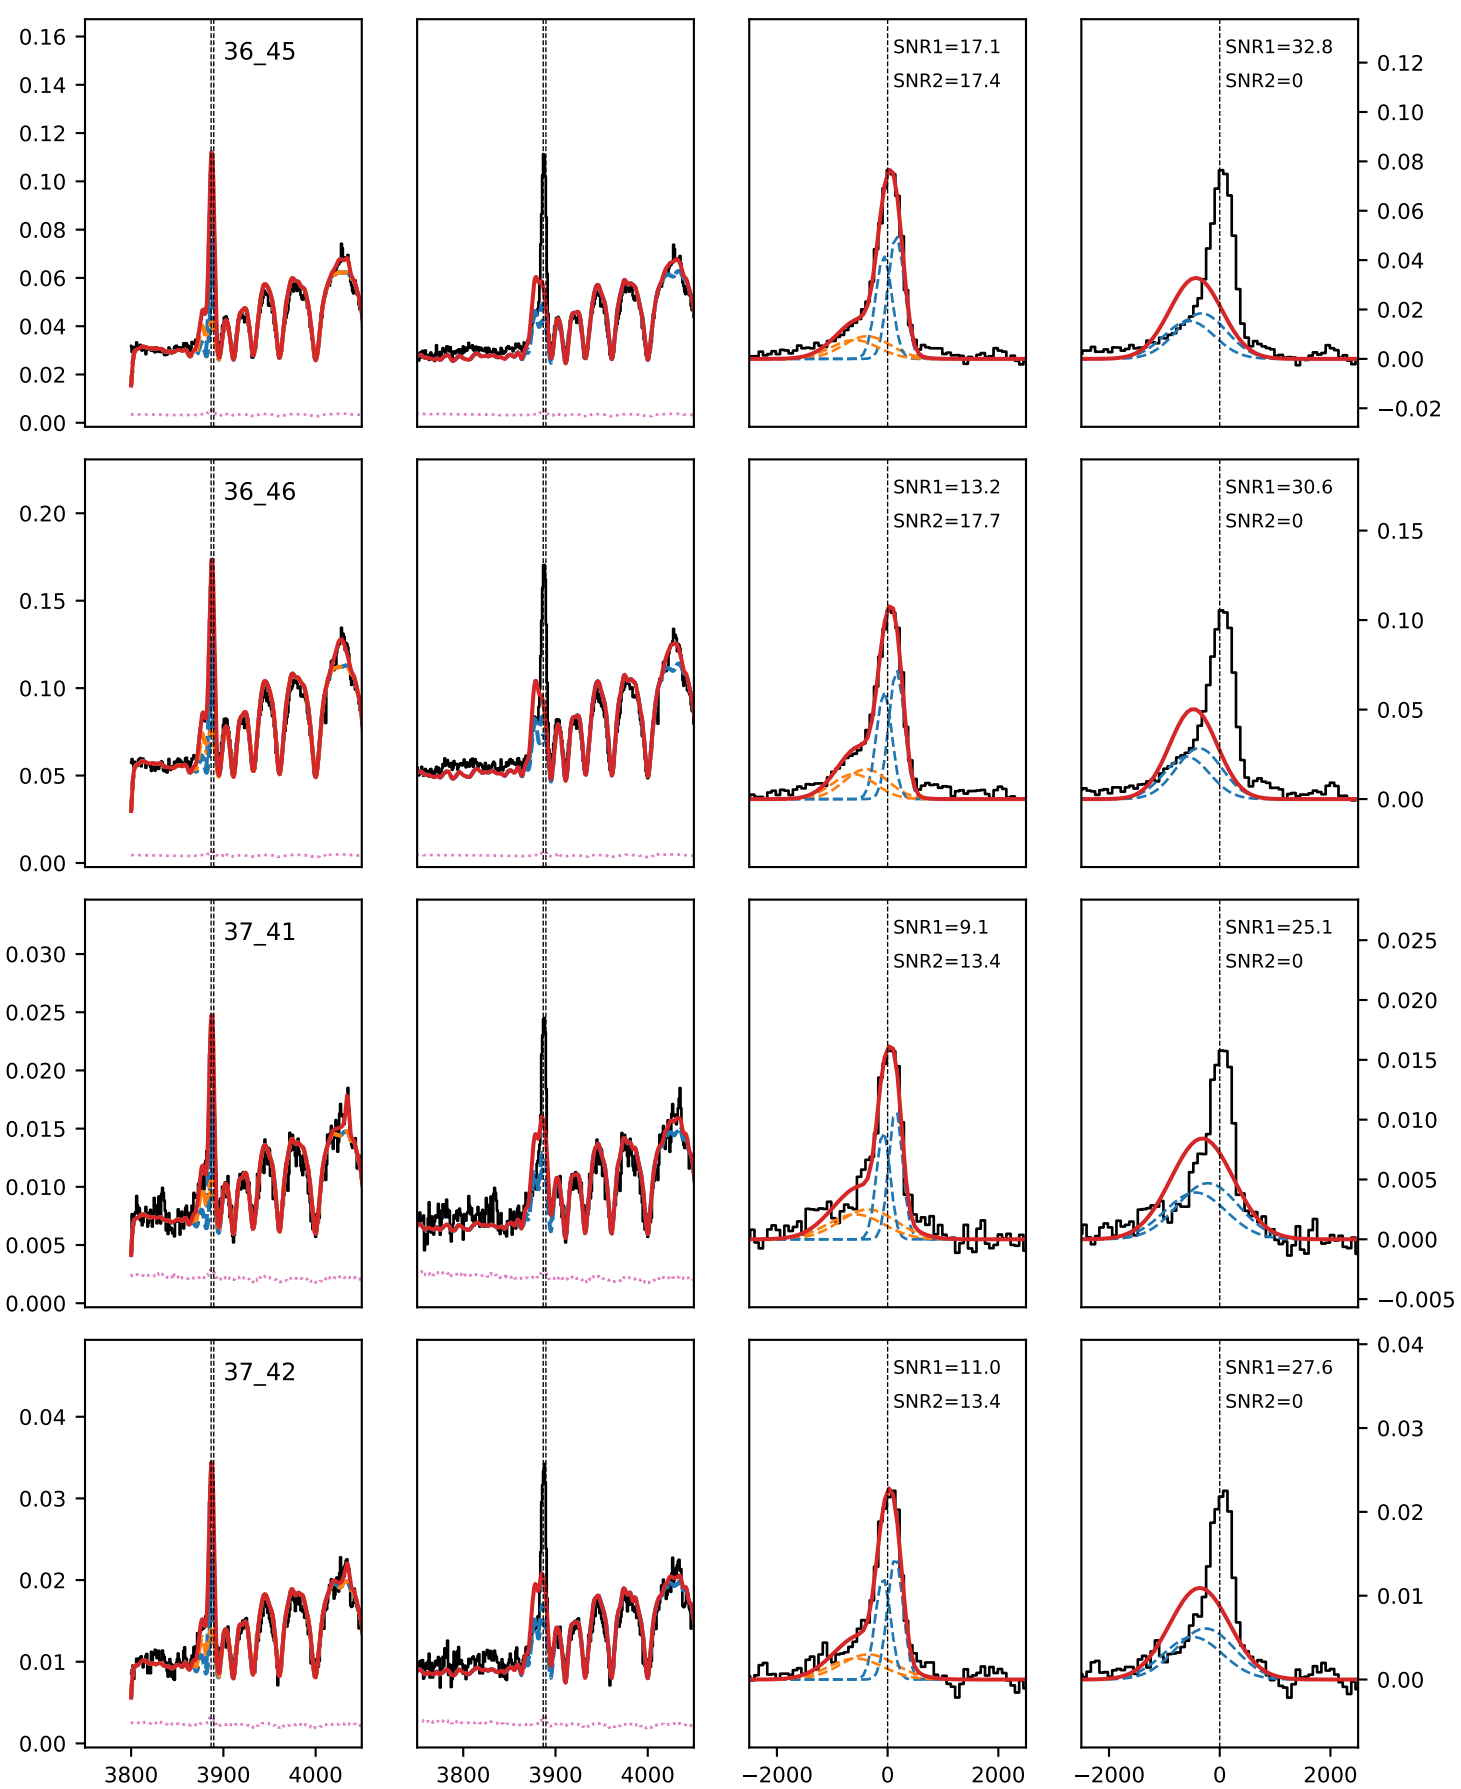 0.16
0.14
0.12
0.10
0.08
0.06
0.04
0.02
0.00
36_45
SNR1=17.1
SNR2=17.4
SNR1=32.8
SNR2=0
0.12
0.10
0.08
0.06
0.04
0.02
0.00
−0.02
0.20
0.15
0.10
0.05
0.00
36_46
SNR1=13.2
SNR2=17.7
SNR1=30.6
SNR2=0
0.15
0.10
0.05
0.00
0.030
0.025
0.020
0.015
0.010
0.005
0.000
37_41
SNR1=9.1
SNR2=13.4
SNR1=25.1
SNR2=0
0.025
0.020
0.015
0.010
0.005
0.000
−0.005
0.04
0.03
0.02
0.01
0.00
37_42
SNR1=11.0
SNR2=13.4
SNR1=27.6
SNR2=0
0.04
0.03
0.02
0.01
0.00
3800 3900 4000
3800 3900 4000
−2000 0 2000
−2000 0 2000